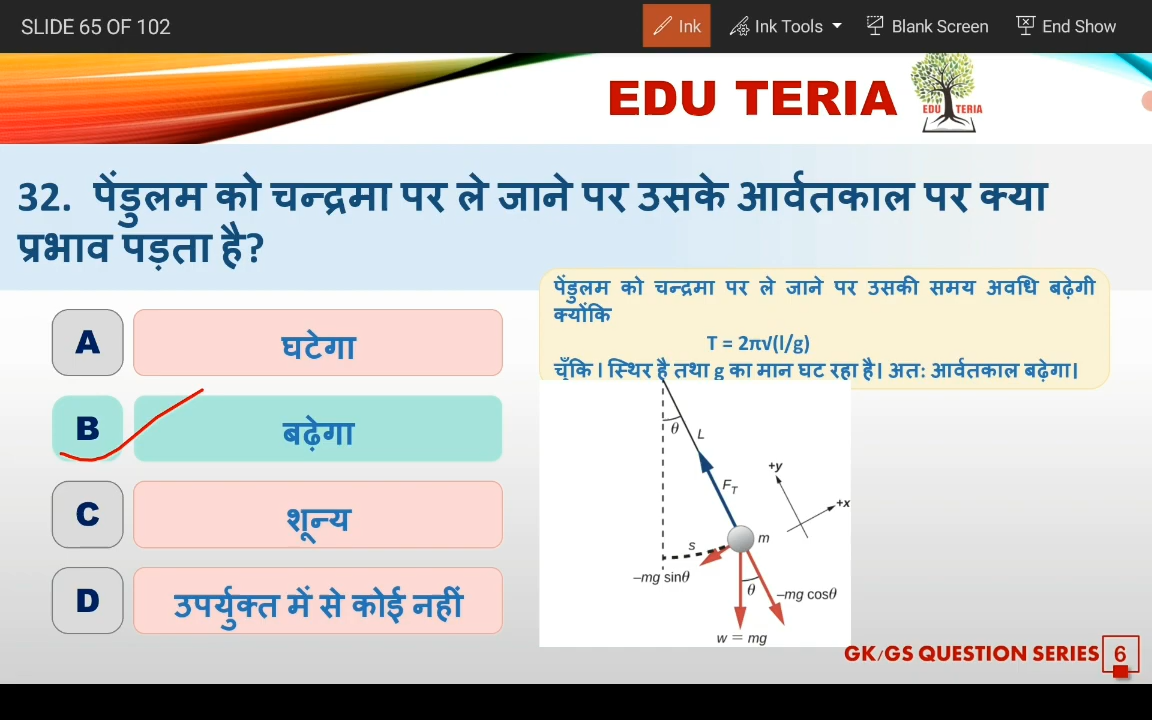 SLIDE 65 OF 102
Ink
Ink Tools
Blank Screen
End Show
EDU TERIA
EDU TERIA
32. पेंडुलम को चन्द्रमा पर ले जाने पर उसके आर्वतकाल पर क्या
प्रभाव पड़ता है?
पेंडुलम को चन्द्रमा पर ले जाने पर उसकी समय अवधि बढ़ेगी
क्योंकि
T = 2π√(l/g)
चूँकि l स्थिर है तथा g का मान घट रहा है। अत: आर्वतकाल बढ़ेगा।
A
घटेगा
B
बढ़ेगा
C
शून्य
D
उपर्युक्त में से कोई नहीं
θ
L
F_T
+y
+x
m
s
–mg sinθ
θ
–mg cosθ
w = mg
GK/GS QUESTION SERIES 6